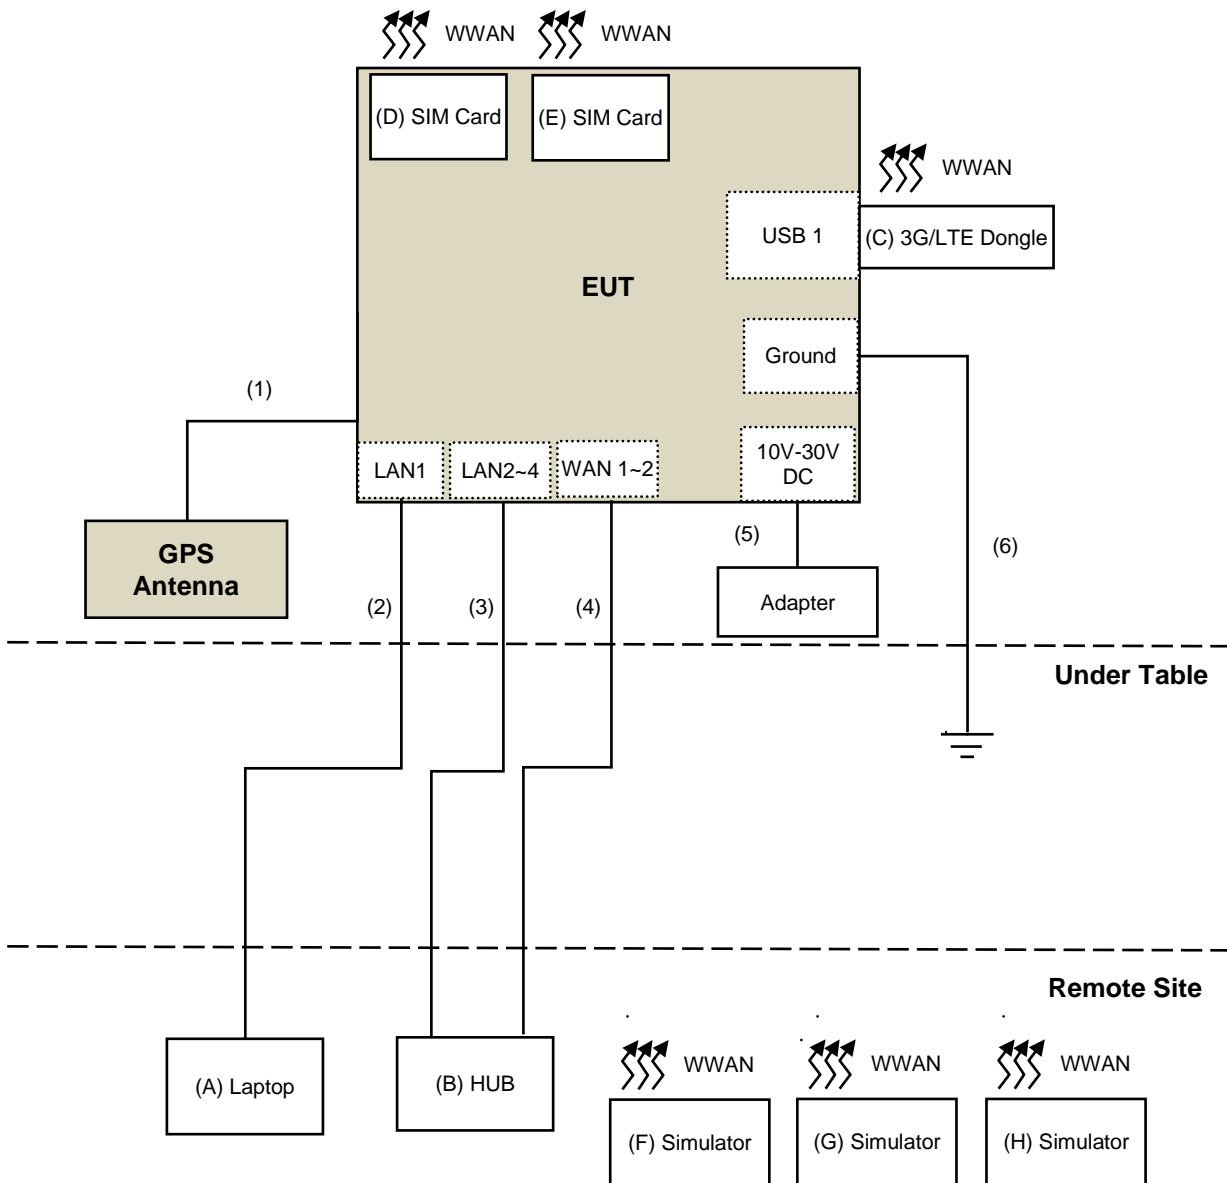 WWAN
WWAN
(D) SIM Card
(E) SIM Card
WWAN
USB 1
(C) 3G/LTE Dongle
EUT
Ground
(1)
LAN1
LAN2~4
WAN 1~2
10V-30V
DC
GPS
Antenna
(5)
(6)
(2)
(3)
(4)
Adapter
Under Table
Remote Site
WWAN
WWAN
WWAN
(A) Laptop
(B) HUB
(F) Simulator
(G) Simulator
(H) Simulator